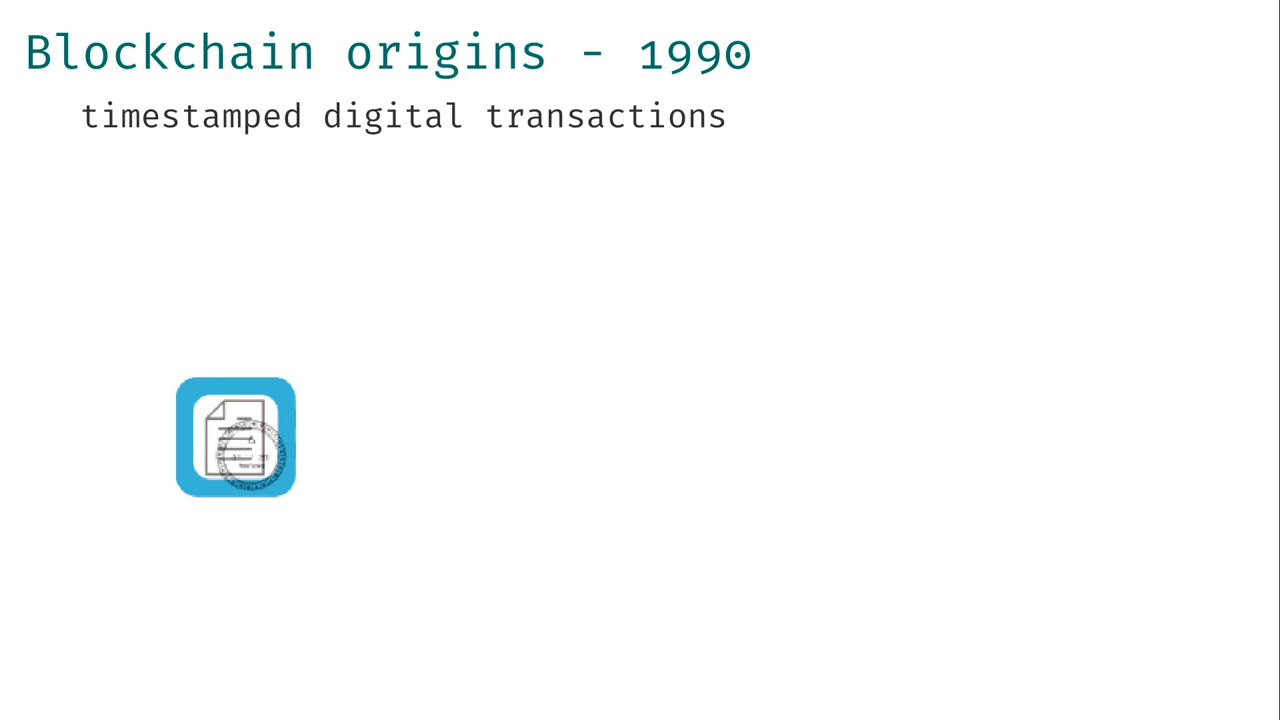 Blockchain origins - 1990
timestamped digital transactions